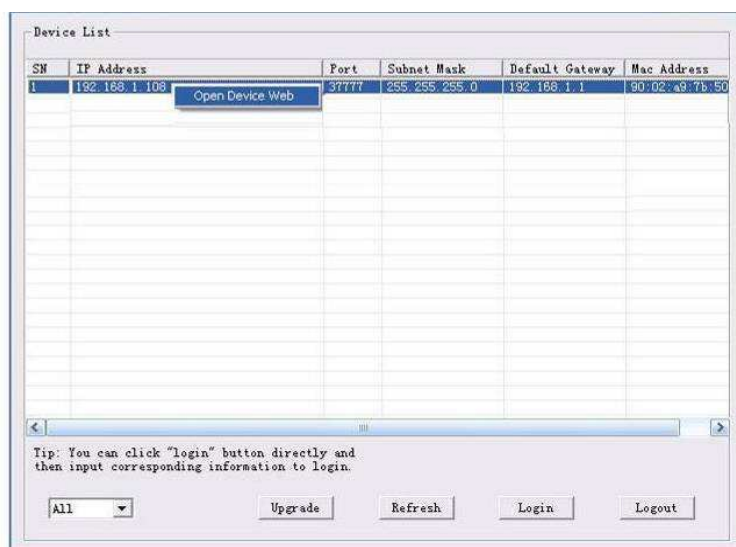 Device List
SN IP Address Port Subnet Mask Default Gateway Mac Address
1 192.168.1.108 37777 255.255.255.0 192.168.1.1 90:02:a9:7b:50
Open Device Web
Tip: You can click "login" button directly and
then input corresponding information to login.
All Upgrade Refresh Login Logout